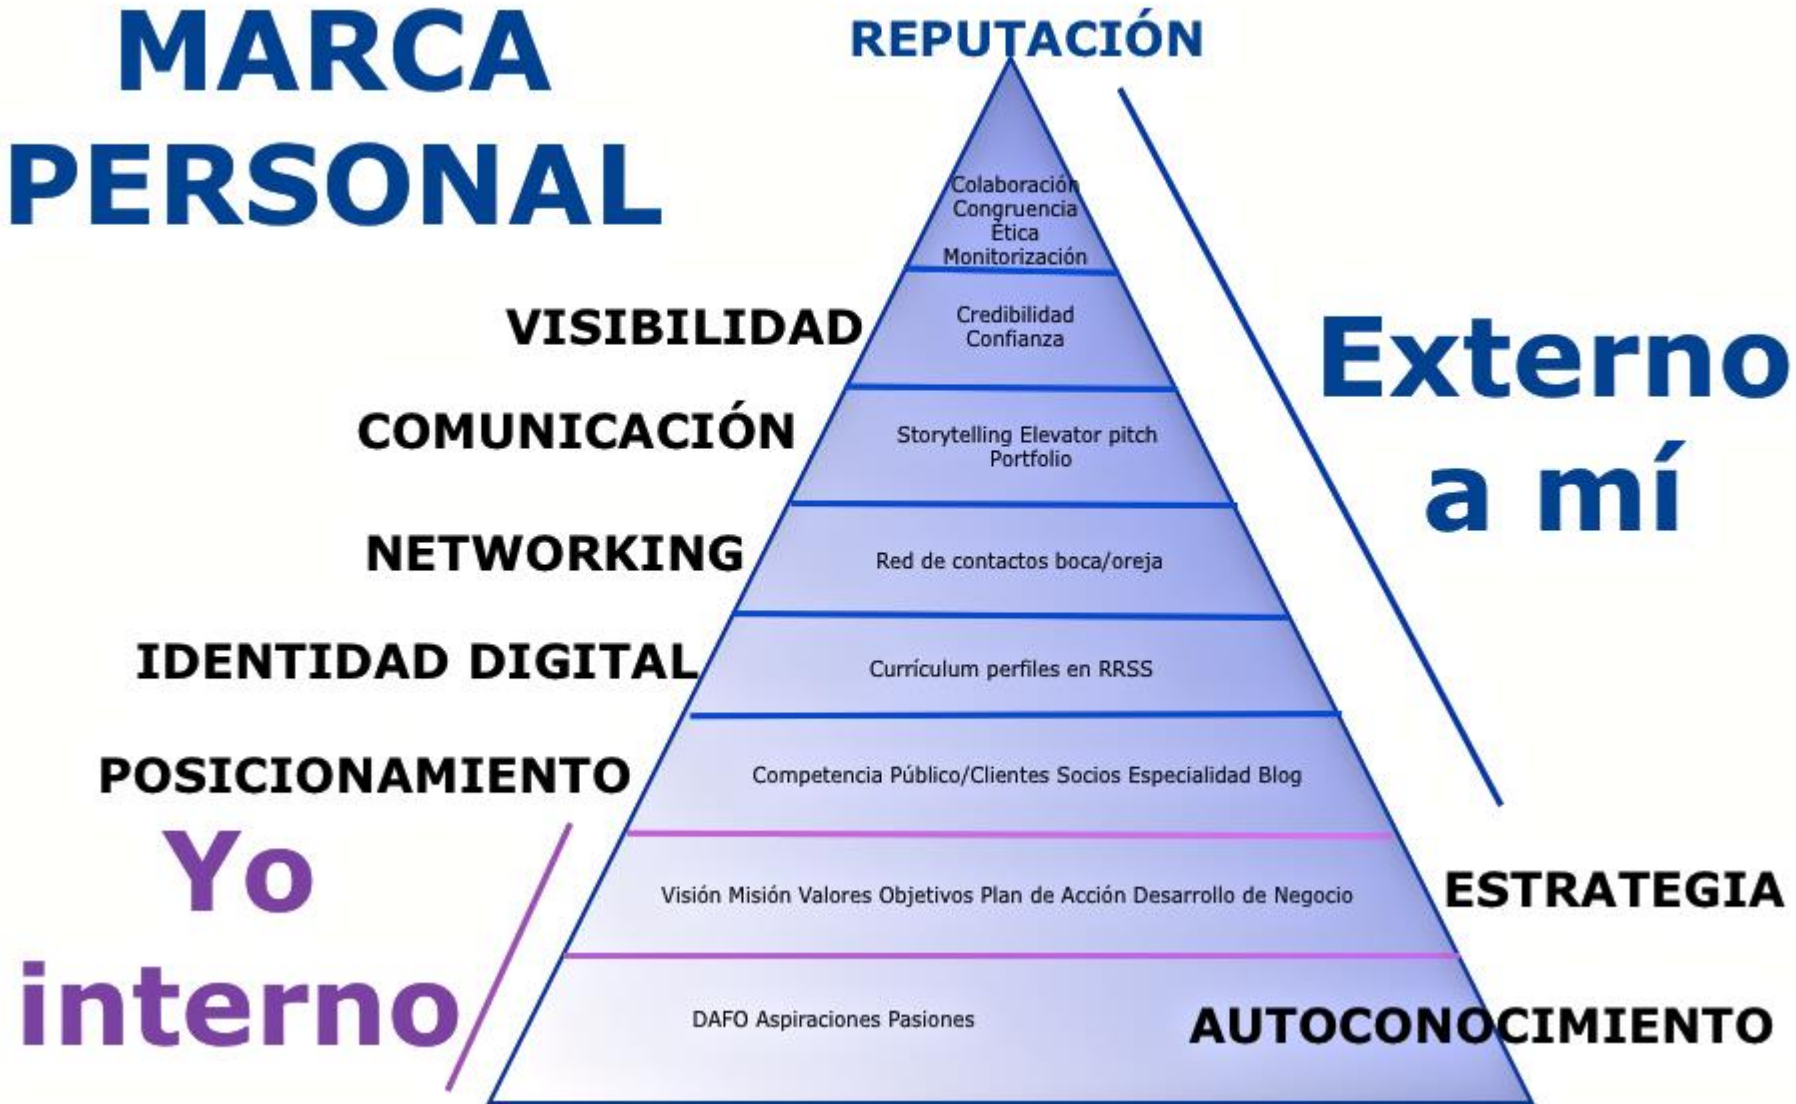 MARCA
PERSONAL
REPUTACIÓN
Colaboración
Congruencia
Ética
Monitorización
VISIBILIDAD
Credibilidad
Confianza
Externo
a mí
COMUNICACIÓN
Storytelling Elevator pitch
Portfolio
NETWORKING
Red de contactos boca/oreja
IDENTIDAD DIGITAL
Currículum perfiles en RRSS
POSICIONAMIENTO
Competencia Público/Clientes Socios Especialidad Blog
Yo
interno
Visión Misión Valores Objetivos Plan de Acción Desarrollo de Negocio
ESTRATEGIA
DAFO Aspiraciones Pasiones
AUTOCONOCIMIENTO